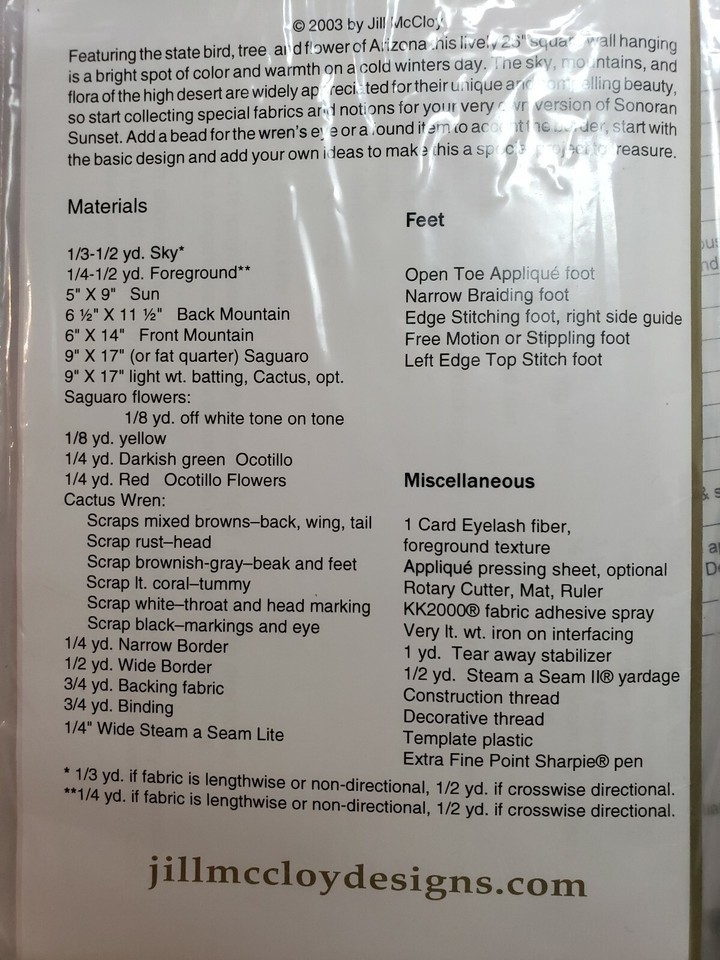 © 2003 by Jill McCloy
Featuring the state bird, tree, and flower of Arizona this lively 26" square wall hanging
is a bright spot of color and warmth on a cold winters day. The sky, mountains, and
flora of the high desert are widely appreciated for their unique and compelling beauty,
so start collecting special fabrics and notions for your very own version of Sonoran
Sunset. Add a bead for the wren's eye or a found item to accent the border, start with
the basic design and add your own ideas to make this a special project to treasure.
Materials
1/3-1/2 yd. Sky*
1/4-1/2 yd. Foreground**
5" X 9" Sun
6 ½" X 11 ½" Back Mountain
6" X 14" Front Mountain
9" X 17" (or fat quarter) Saguaro
9" X 17" light wt. batting, Cactus, opt.
Saguaro flowers:
1/8 yd. off white tone on tone
1/8 yd. yellow
1/4 yd. Darkish green Ocotillo
1/4 yd. Red Ocotillo Flowers
Cactus Wren:
Scraps mixed browns–back, wing, tail
Scrap rust–head
Scrap brownish-gray–beak and feet
Scrap lt. coral–tummy
Scrap white–throat and head marking
Scrap black–markings and eye
1/4 yd. Narrow Border
1/2 yd. Wide Border
3/4 yd. Backing fabric
3/4 yd. Binding
1/4" Wide Steam a Seam Lite
Feet
Open Toe Appliqué foot
Narrow Braiding foot
Edge Stitching foot, right side guide
Free Motion or Stippling foot
Left Edge Top Stitch foot
Miscellaneous
1 Card Eyelash fiber,
foreground texture
Appliqué pressing sheet, optional
Rotary Cutter, Mat, Ruler
KK2000® fabric adhesive spray
Very lt. wt. iron on interfacing
1 yd. Tear away stabilizer
1/2 yd. Steam a Seam II® yardage
Construction thread
Decorative thread
Template plastic
Extra Fine Point Sharpie® pen
* 1/3 yd. if fabric is lengthwise or non-directional, 1/2 yd. if crosswise directional.
**1/4 yd. if fabric is lengthwise or non-directional, 1/2 yd. if crosswise directional.
jillmccloydesigns.com